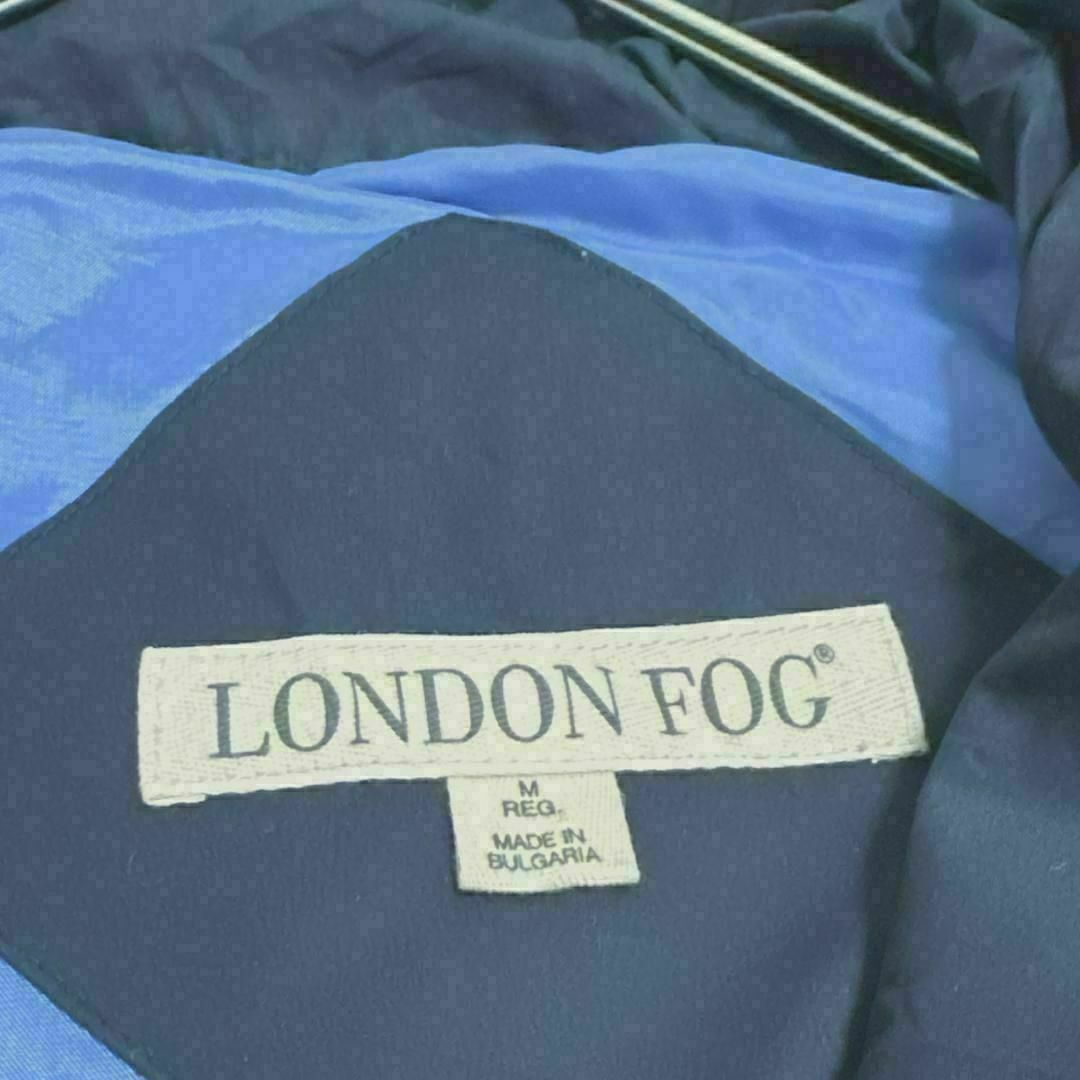 LONDON FOG®
M
REG.
MADE IN
BULGARIA